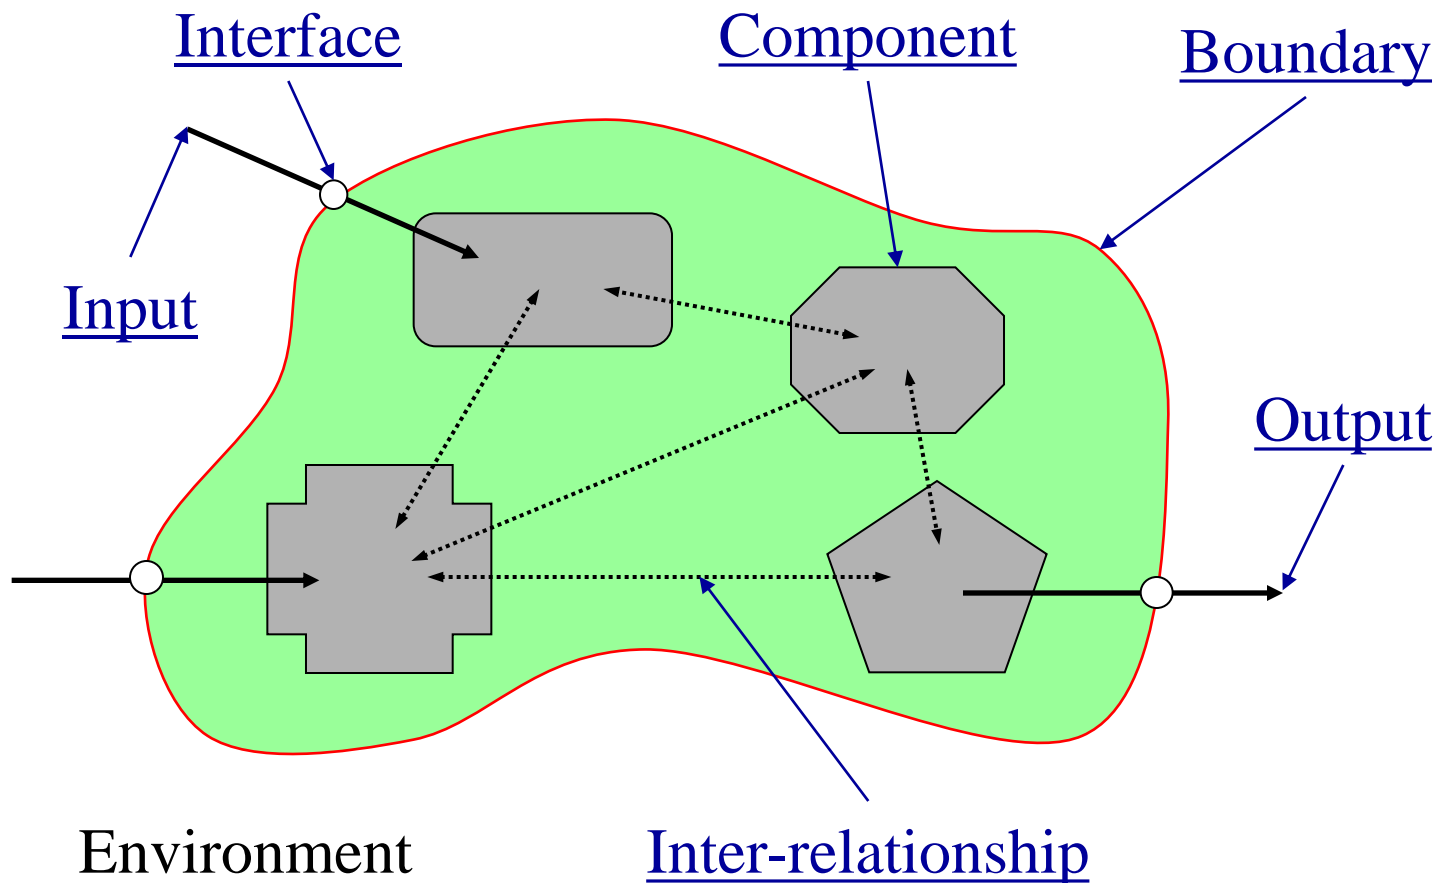 Interface
Component
Boundary
Input
Output
Environment
Inter-relationship